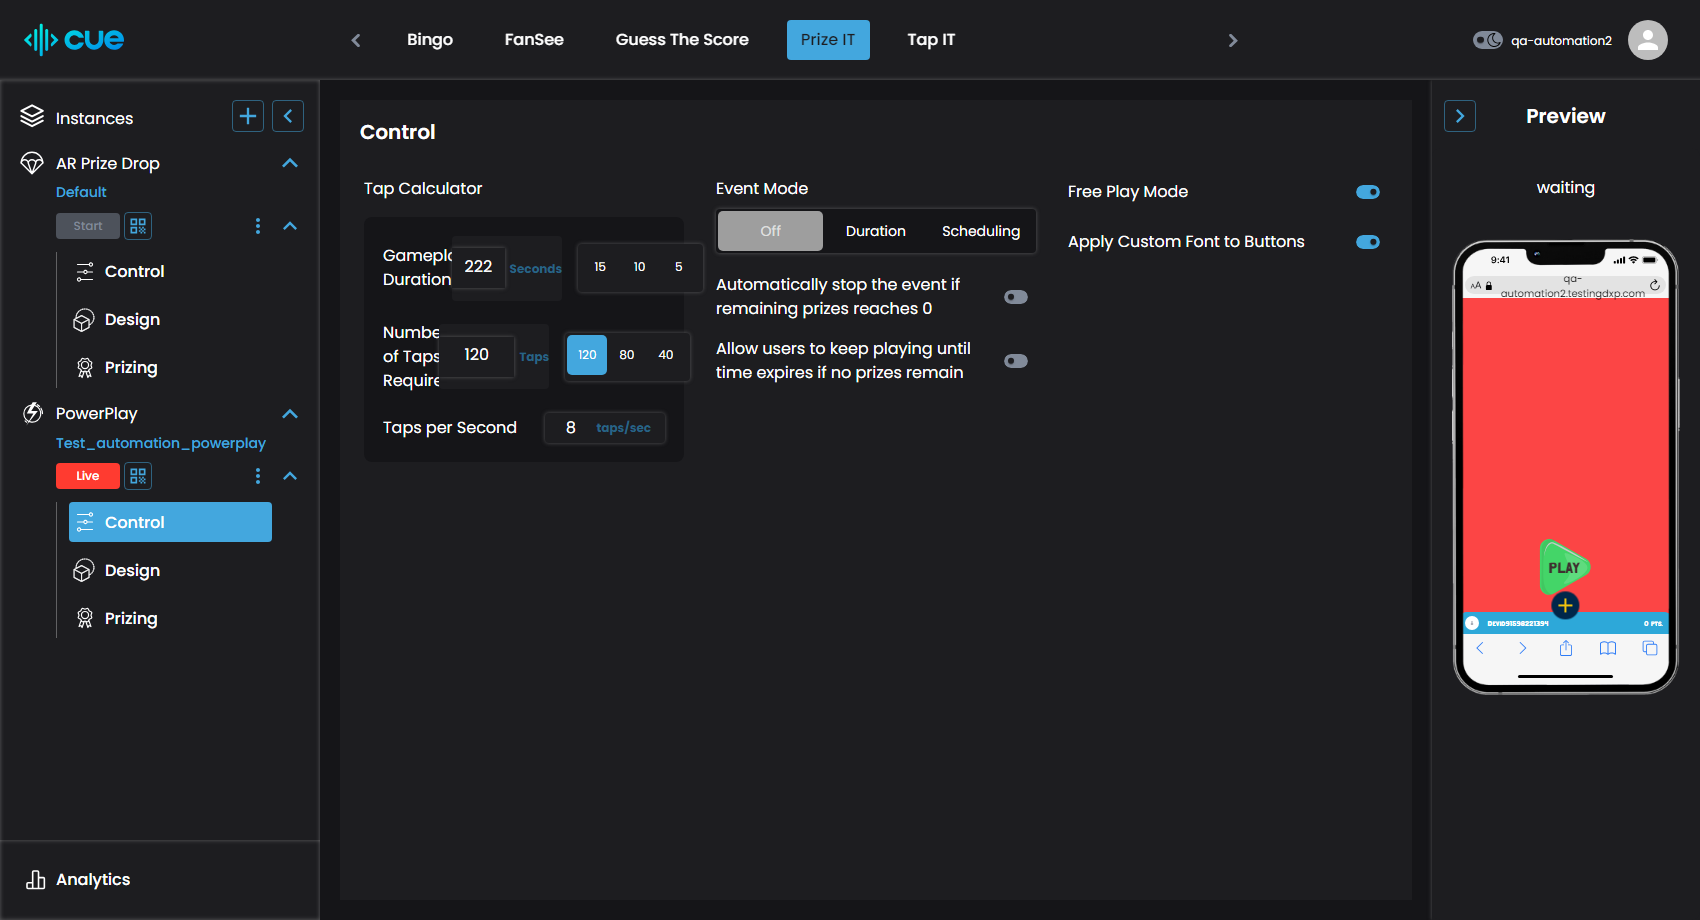 cue
Bingo
FanSee
Guess The Score
Prize IT
Tap IT
qa-automation2
Instances
AR Prize Drop
Default
Start
Control
Design
Prizing
PowerPlay
Test_automation_powerplay
Live
Control
Design
Prizing
Analytics
Control
Tap Calculator
Gamepl
Duration
222 Seconds
15 10 5
Numbe
of Taps
Require
120 Taps
120 80 40
Taps per Second
8 taps/sec
Event Mode
Off Duration Scheduling
Automatically stop the event if
remaining prizes reaches 0
Allow users to keep playing until
time expires if no prizes remain
Free Play Mode
Apply Custom Font to Buttons
Preview
waiting
9:41
AA
qa-
automation2.testingdxp.com
PLAY
0 PTS.